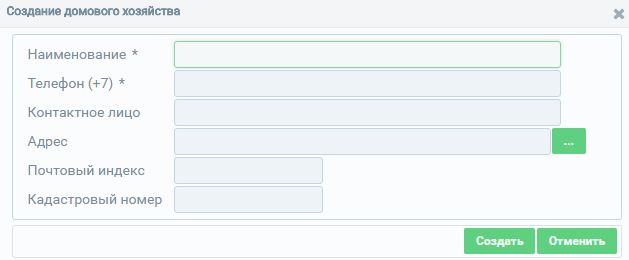 Создание домового хозяйства
Наименование *
Телефон (+7) *
Контактное лицо
Адрес ...
Почтовый индекс
Кадастровый номер
Создать Отменить